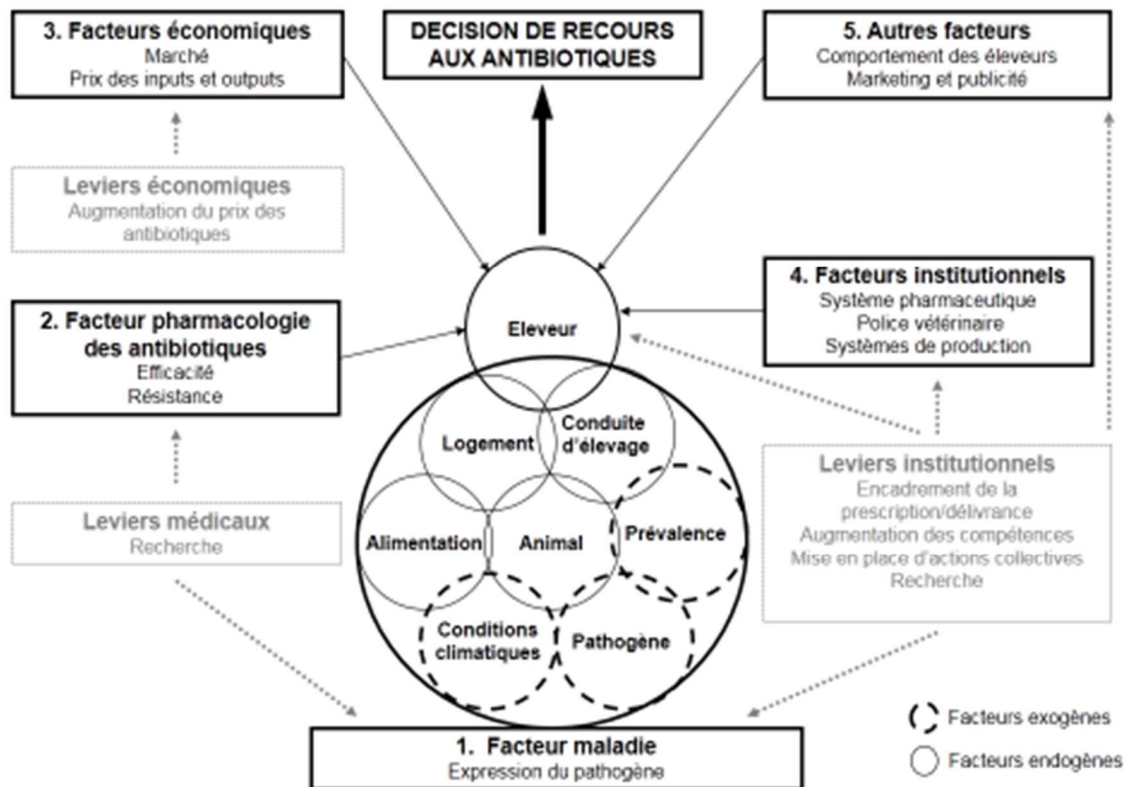 3. Facteurs économiques
Marché
Prix des inputs et outputs
DECISION DE RECOURS
AUX ANTIBIOTIQUES
5. Autres facteurs
Comportement des éleveurs
Marketing et publicité
Leviers économiques
Augmentation du prix des
antibiotiques
2. Facteur pharmacologie
des antibiotiques
Efficacité
Résistance
Eleveur
4. Facteurs institutionnels
Système pharmaceutique
Police vétérinaire
Systèmes de production
Logement
Conduite
d'élevage
Alimentation
Animal
Prévalence
Conditions
climatiques
Pathogène
Leviers médicaux
Recherche
Leviers institutionnels
Encadrement de la
prescription/délivrance
Augmentation des compétences
Mise en place d'actions collectives
Recherche
1. Facteur maladie
Expression du pathogène
Facteurs exogènes
Facteurs endogènes